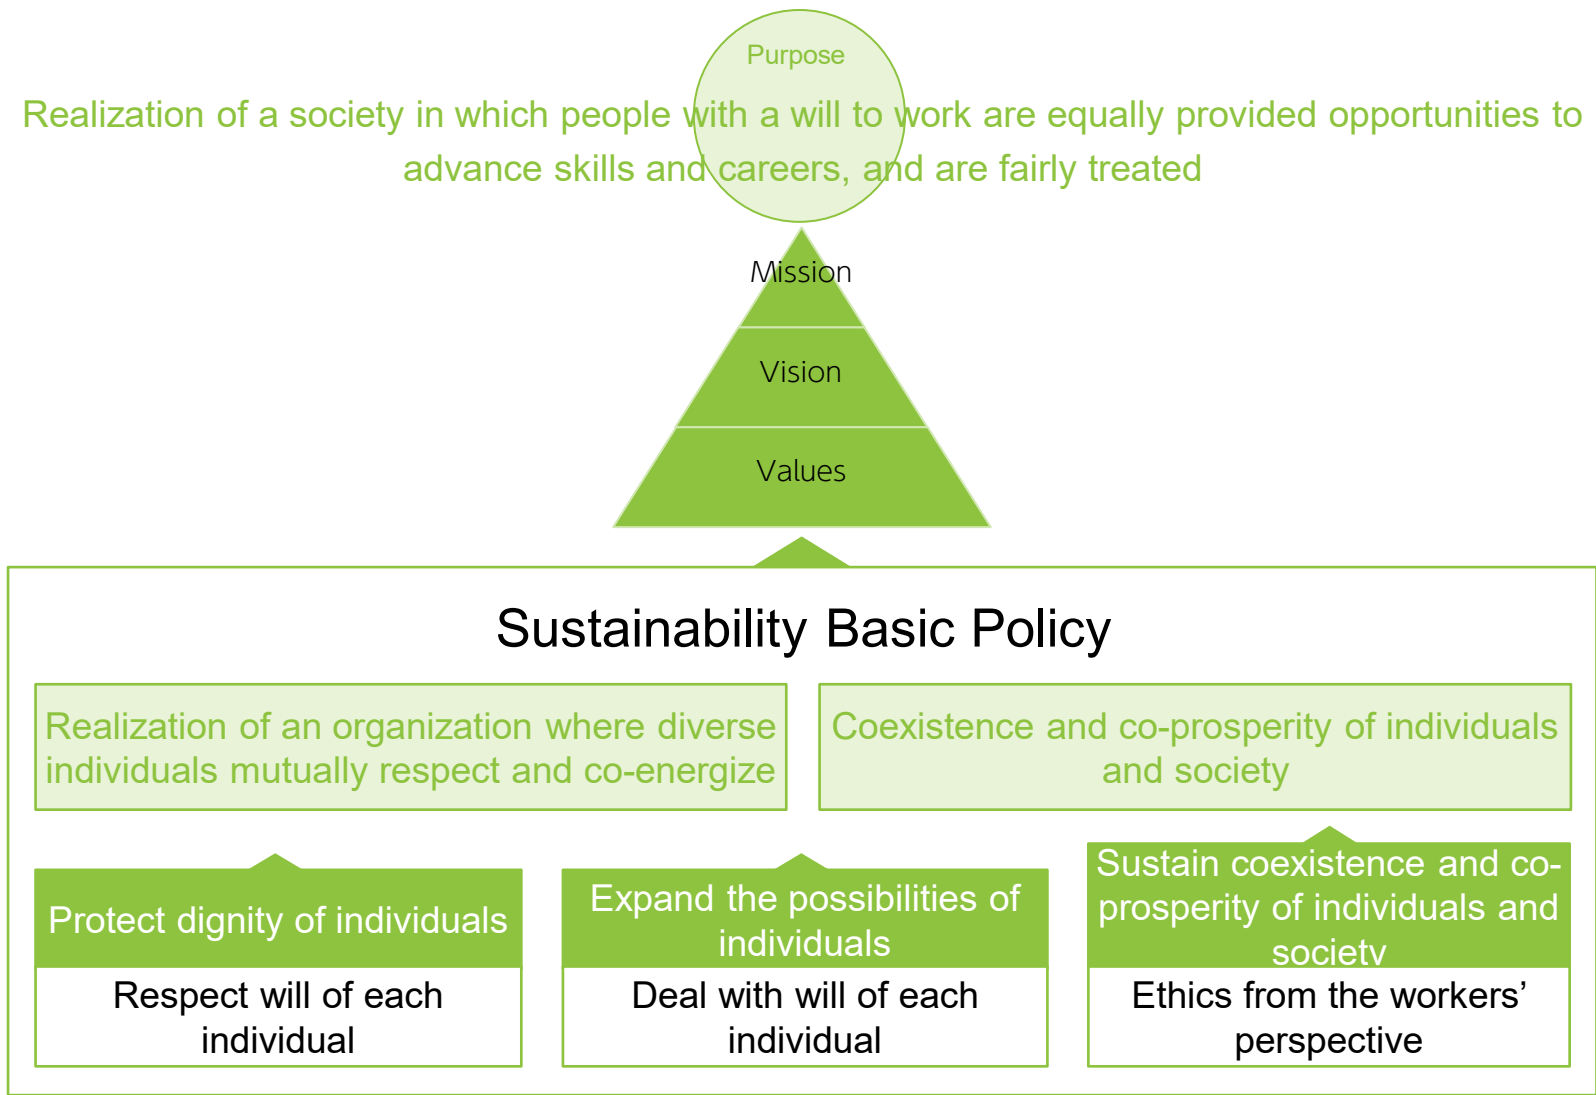 Purpose
Realization of a society in which people with a will to work are equally provided opportunities to
advance skills and careers, and are fairly treated
Mission
Vision
Values
Sustainability Basic Policy
Realization of an organization where diverse
individuals mutually respect and co-energize
Coexistence and co-prosperity of individuals
and society
Protect dignity of individuals
Respect will of each
individual
Expand the possibilities of
individuals
Deal with will of each
individual
Sustain coexistence and co-
prosperity of individuals and
society
Ethics from the workers’
perspective